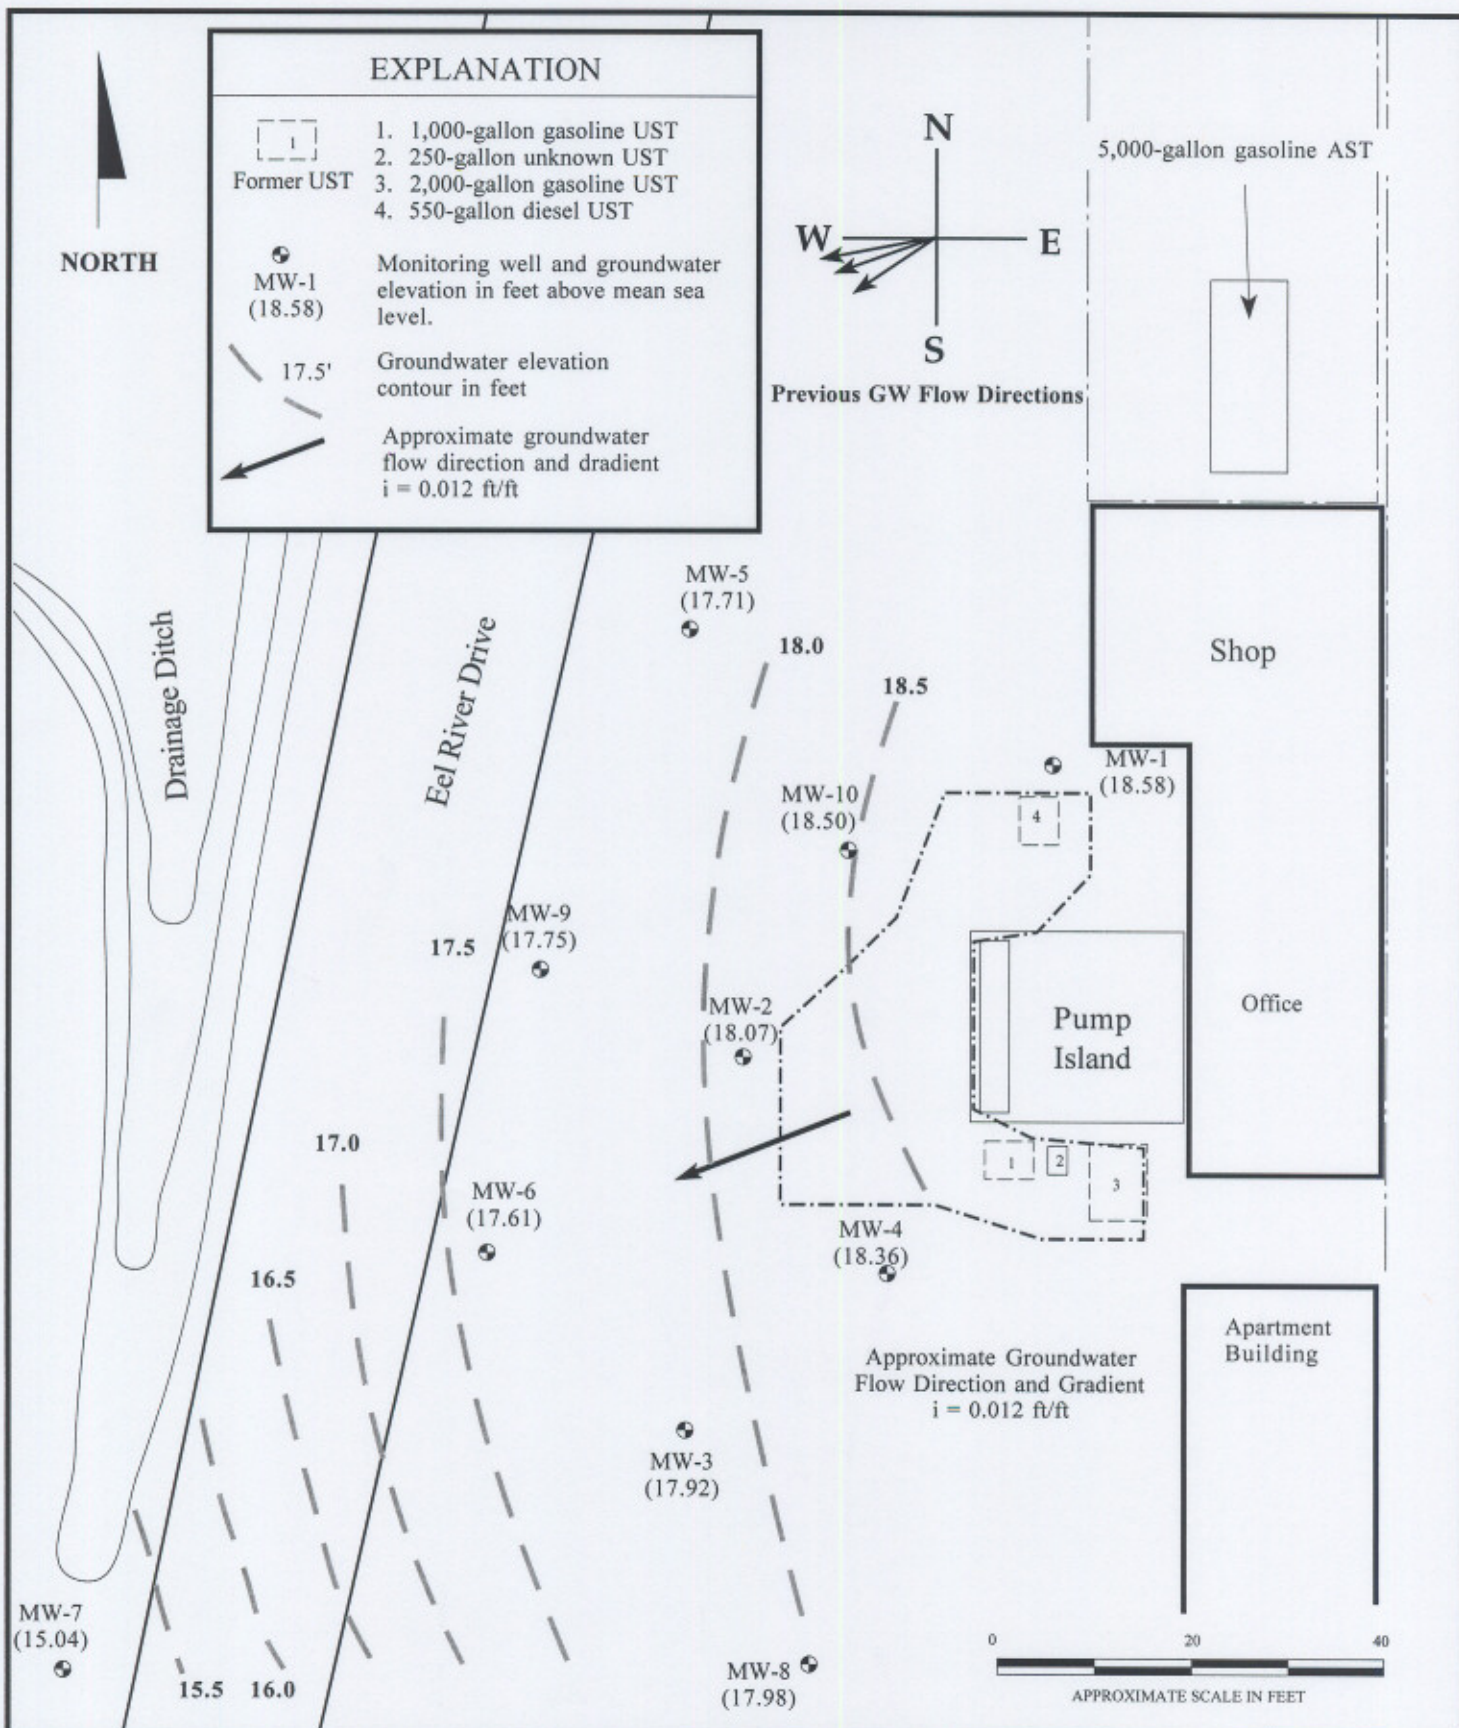 EXPLANATION
1
Former UST
1. 1,000-gallon gasoline UST
2. 250-gallon unknown UST
3. 2,000-gallon gasoline UST
4. 550-gallon diesel UST
MW-1
(18.58)
Monitoring well and groundwater
elevation in feet above mean sea
level.
17.5'
Groundwater elevation
contour in feet
Approximate groundwater
flow direction and dradient
i = 0.012 ft/ft
NORTH
N
W
E
S
Previous GW Flow Directions
5,000-gallon gasoline AST
Drainage Ditch
Eel River Drive
MW-5
(17.71)
18.0
18.5
Shop
MW-1
(18.58)
MW-10
(18.50)
4
MW-9
(17.75)
17.5
MW-2
(18.07)
Pump
Island
Office
17.0
MW-6
(17.61)
1
2
3
MW-4
(18.36)
16.5
Apartment
Building
Approximate Groundwater
Flow Direction and Gradient
i = 0.012 ft/ft
MW-3
(17.92)
MW-7
(15.04)
15.5
16.0
MW-8
(17.98)
0
20
40
APPROXIMATE SCALE IN FEET